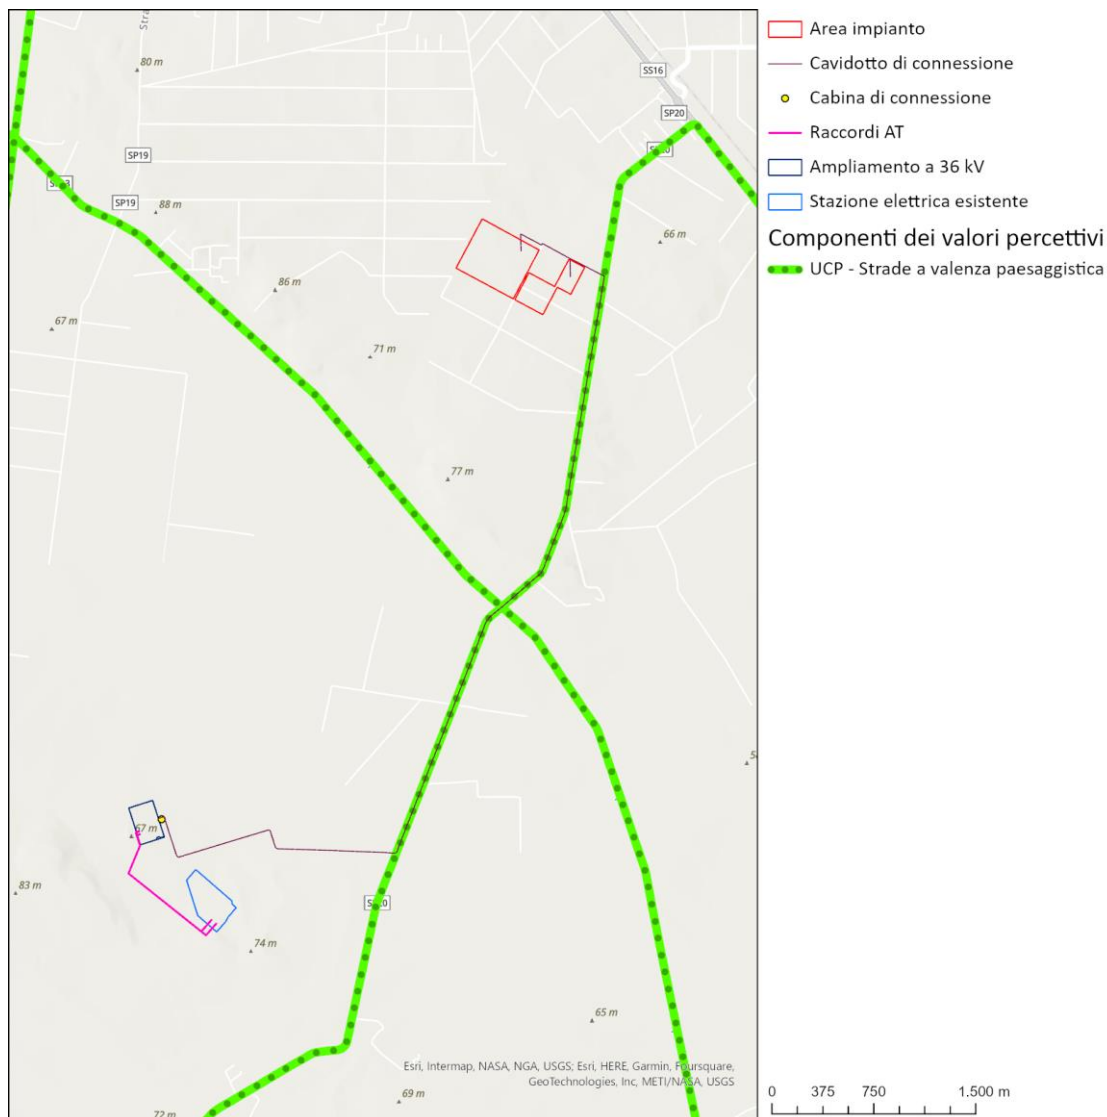 Area impianto
Cavidotto di connessione
Cabina di connessione
Raccordi AT
Ampliamento a 36 kV
Stazione elettrica esistente
Componenti dei valori percettivi
UCP - Strade a valenza paesaggistica
Stra
80 m
SS16
SP20
SP19
SP19
88 m
66 m
86 m
67 m
71 m
77 m
67 m
83 m
74 m
65 m
Esri, Intermap, NASA, NGA, USGS; Esri, HERE, Garmin, Foursquare,
GeoTechnologies, Inc, METI/NASA, USGS
69 m
72 m
0 375 750 1.500 m